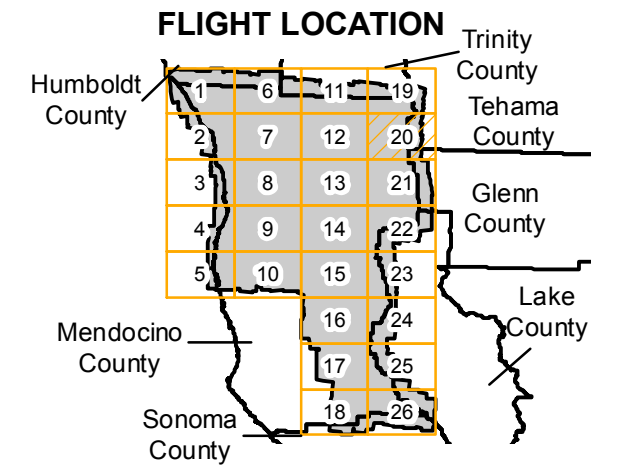 FLIGHT LOCATION
Trinity
County
Humboldt
County
1 6 11 19
Tehama
County
2 7 12 20
3 8 13 21
Glenn
County
4 9 14 22
5 10 15 23
Lake
County
16 24
Mendocino
County
17 25
18 26
Sonoma
County